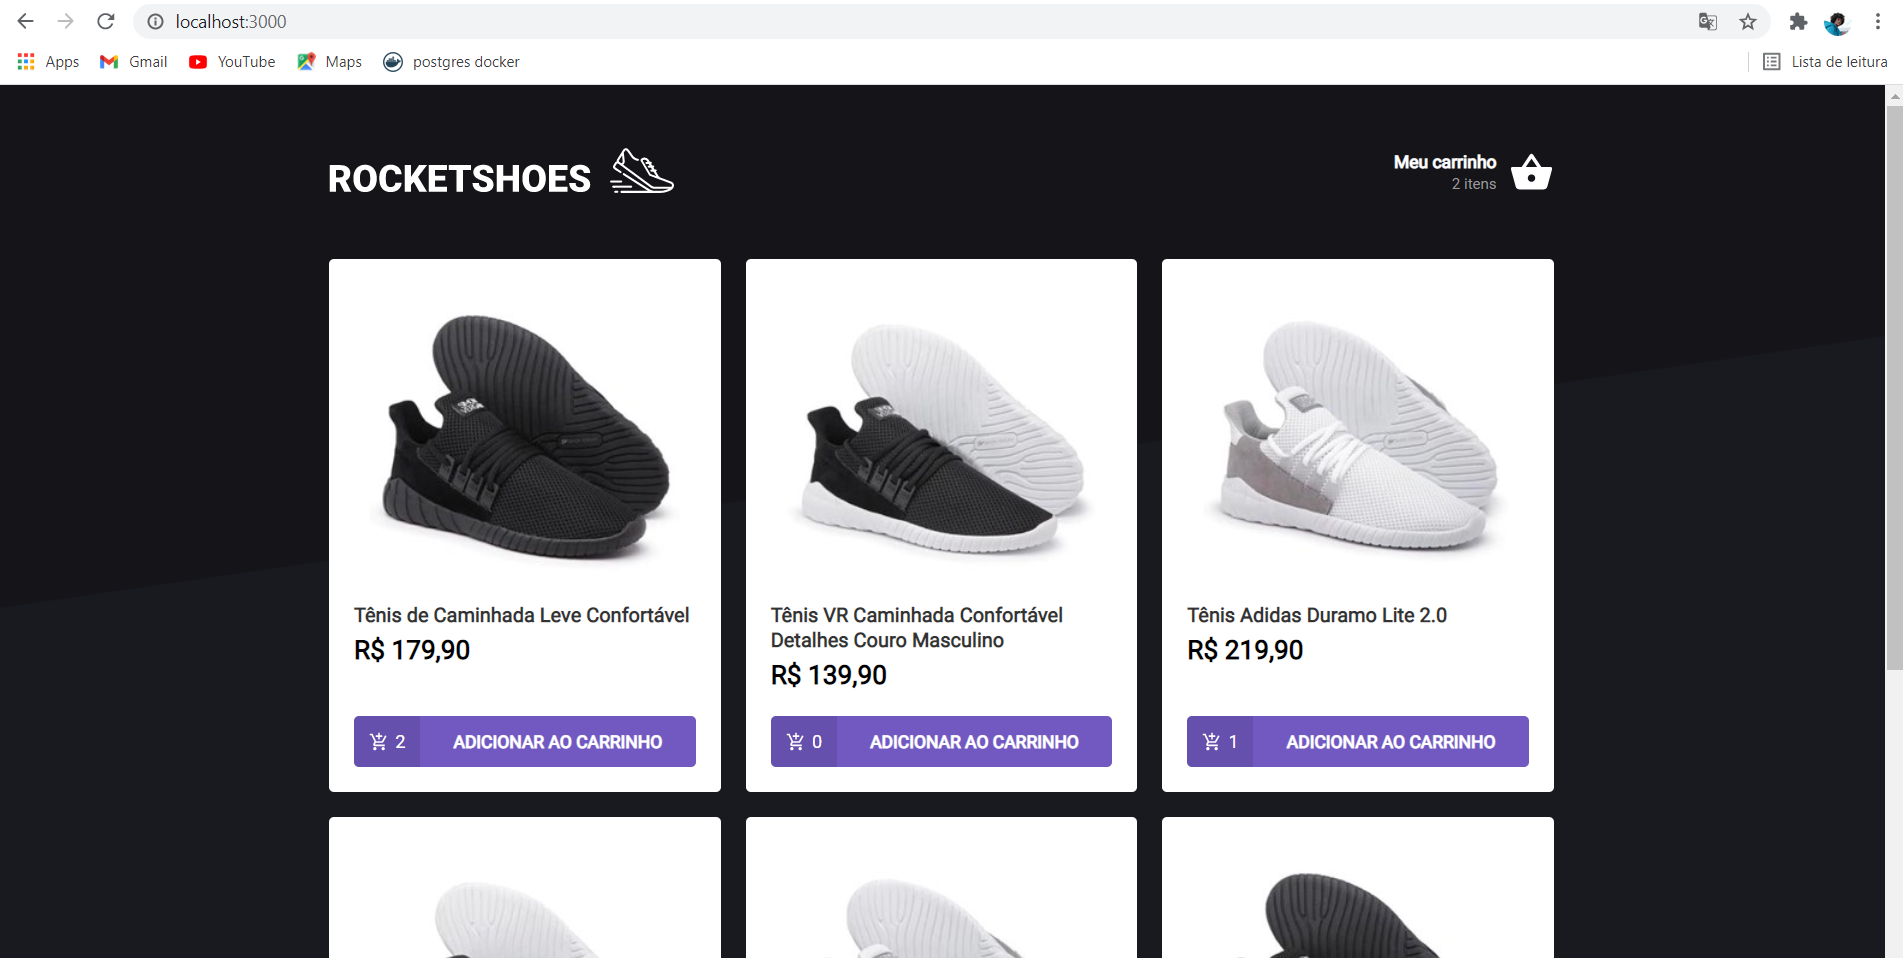 localhost:3000
Apps
Gmail
YouTube
Maps
postgres docker
Lista de leitura
ROCKETSHOES
Meu carrinho
2 itens
Tênis de Caminhada Leve Confortável
R$ 179,90
2
ADICIONAR AO CARRINHO
Tênis VR Caminhada Confortável
Detalhes Couro Masculino
R$ 139,90
0
ADICIONAR AO CARRINHO
Tênis Adidas Duramo Lite 2.0
R$ 219,90
1
ADICIONAR AO CARRINHO